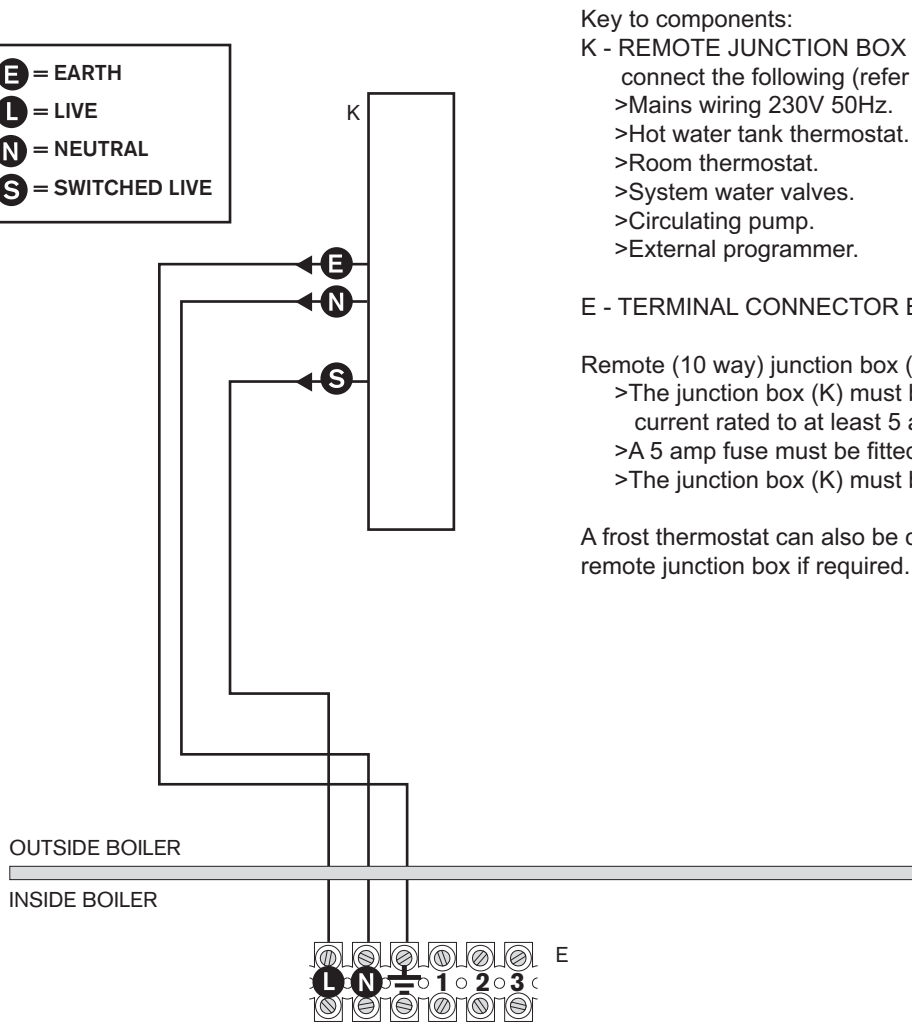 E = EARTH
L = LIVE
N = NEUTRAL
S = SWITCHED LIVE
K
E
N
S
Key to components:
K - REMOTE JUNCTION BOX
connect the following (refer
>Mains wiring 230V 50Hz.
>Hot water tank thermostat.
>Room thermostat.
>System water valves.
>Circulating pump.
>External programmer.
E - TERMINAL CONNECTOR
Remote (10 way) junction box (
>The junction box (K) must
current rated to at least 5
>A 5 amp fuse must be fitted
>The junction box (K) must
A frost thermostat can also be
remote junction box if required.
OUTSIDE BOILER
INSIDE BOILER
E
L N 1 2 3